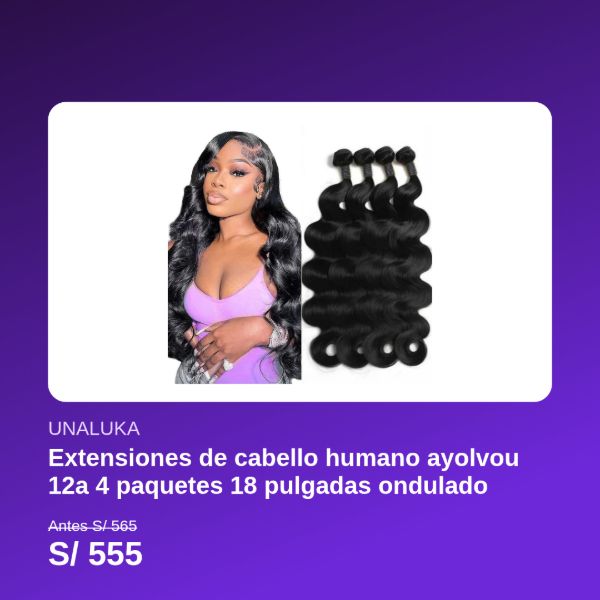 UNALUKA
Extensiones de cabello humano ayolvou
12a 4 paquetes 18 pulgadas ondulado
Antes S/ 565
S/ 555